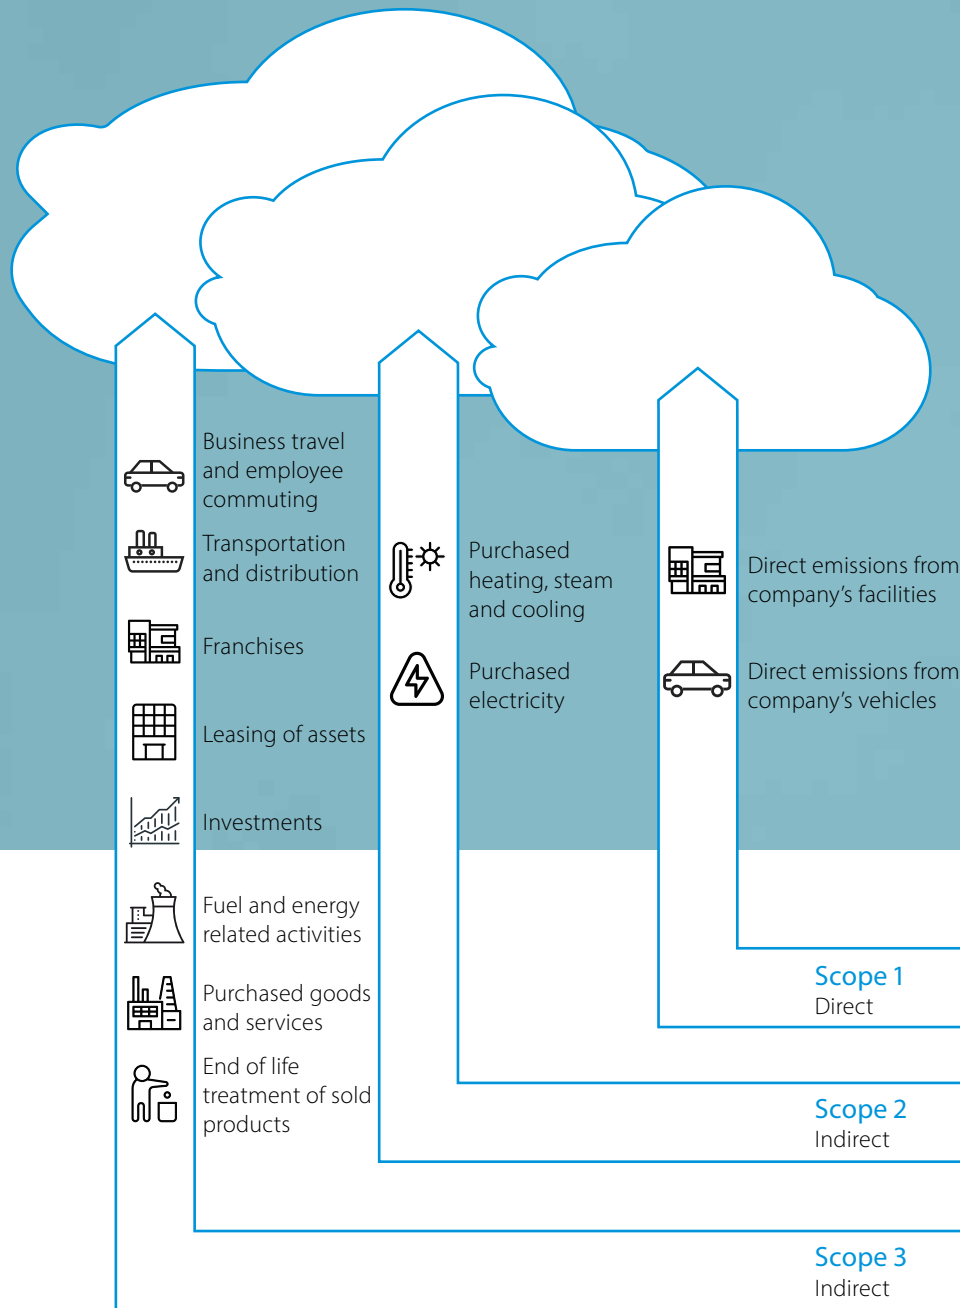 Business travel
and employee
commuting
Transportation
and distribution
Franchises
Leasing of assets
Investments
Fuel and energy
related activities
Purchased goods
and services
End of life
treatment of sold
products
Purchased
heating, steam
and cooling
Purchased
electricity
Direct emissions from
company’s facilities
Direct emissions from
company’s vehicles
Scope 1
Direct
Scope 2
Indirect
Scope 3
Indirect